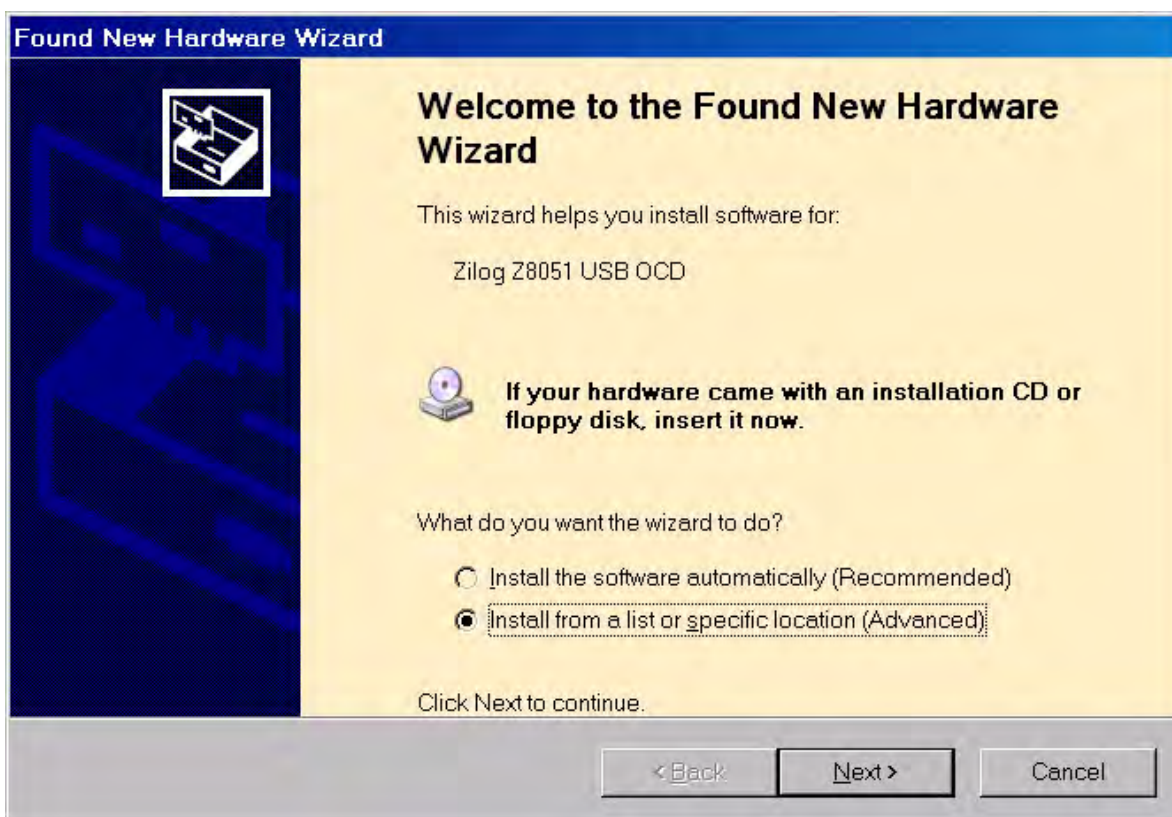 Found New Hardware Wizard
Welcome to the Found New Hardware
Wizard
This wizard helps you install software for:
Zilog Z8051 USB OCD
If your hardware came with an installation CD or
floppy disk, insert it now.
What do you want the wizard to do?
Install the software automatically (Recommended)
Install from a list or specific location (Advanced)
Click Next to continue.
< Back Next > Cancel